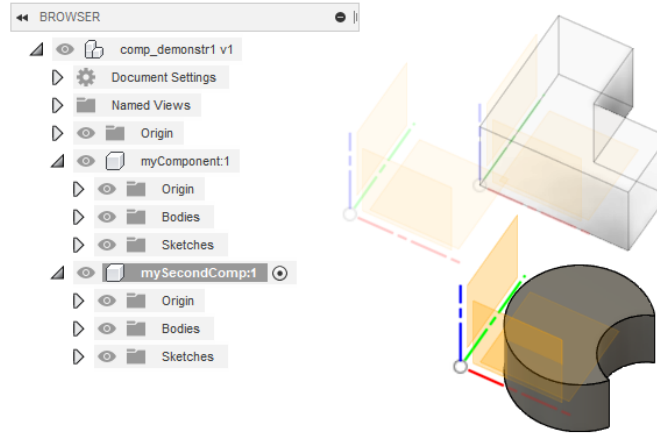 BROWSER
comp_demonstr1 v1
Document Settings
Named Views
Origin
myComponent:1
Origin
Bodies
Sketches
mySecondComp:1
Origin
Bodies
Sketches